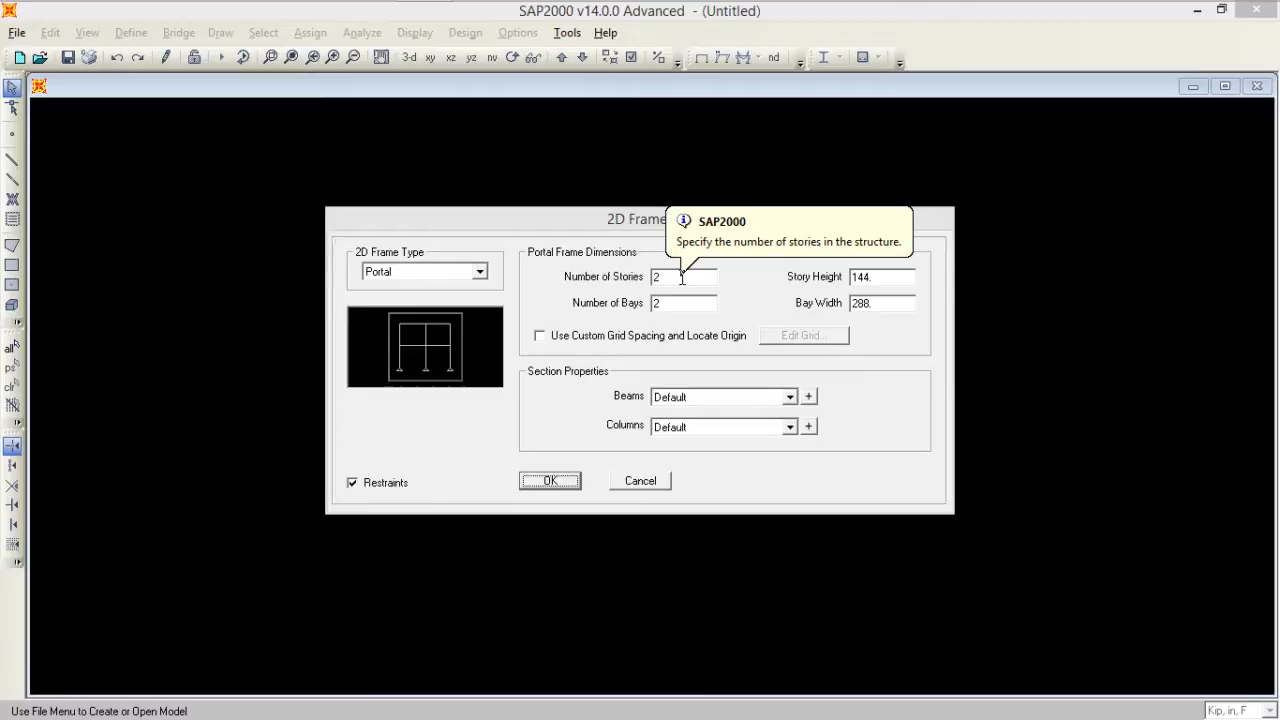 SAP2000 v14.0.0 Advanced - (Untitled)
File Edit View Define Bridge Draw Select Assign Analyze Display Design Options Tools Help
3-d xy xz yz nv nd
all
ps
clr
2D Frame
SAP2000
Specify the number of stories in the structure.
2D Frame Type
Portal
Portal Frame Dimensions
Number of Stories 2 Story Height 144.
Number of Bays 2 Bay Width 288.
Use Custom Grid Spacing and Locate Origin Edit Grid...
Section Properties
Beams Default +
Columns Default +
Restraints OK Cancel
Use File Menu to Create or Open Model Kip, in, F